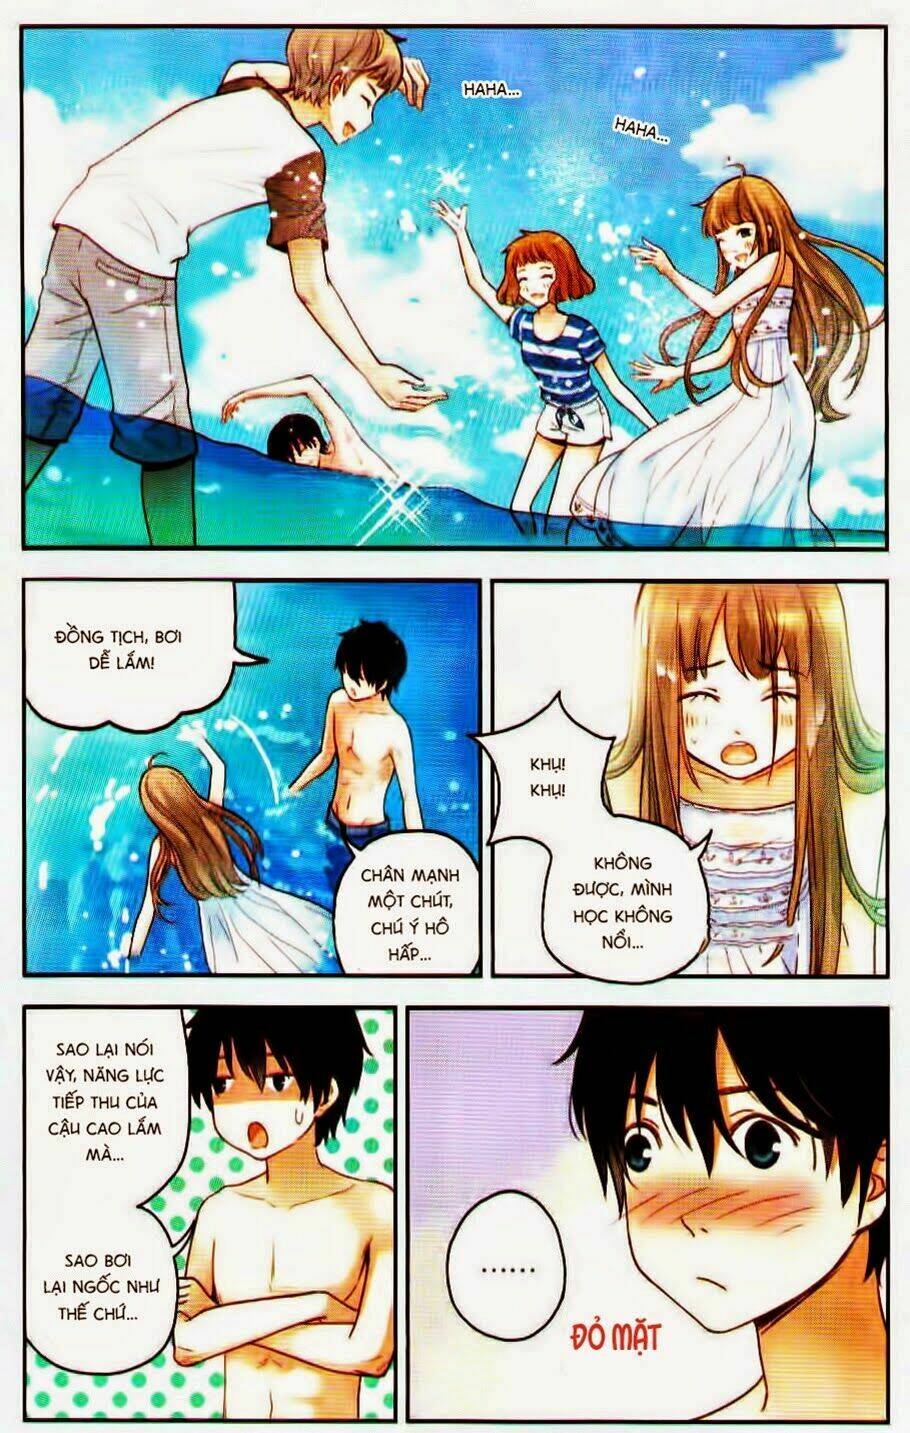 HAHA...
HAHA...
ĐỒNG TỊCH, BƠI
DỄ LẮM!
CHÂN MẠNH
MỘT CHÚT,
CHÚ Ý HÔ
HẤP...
KHỤ!
KHỤ!
KHÔNG
ĐƯỢC, MÌNH
HỌC KHÔNG
NỔI...
SAO LẠI NÓI
VẬY, NĂNG LỰC
TIẾP THU CỦA
CẬU CAO LẮM
MÀ...
SAO BƠI
LẠI NGỐC NHƯ
THẾ CHỨ...
......
ĐỎ MẶT